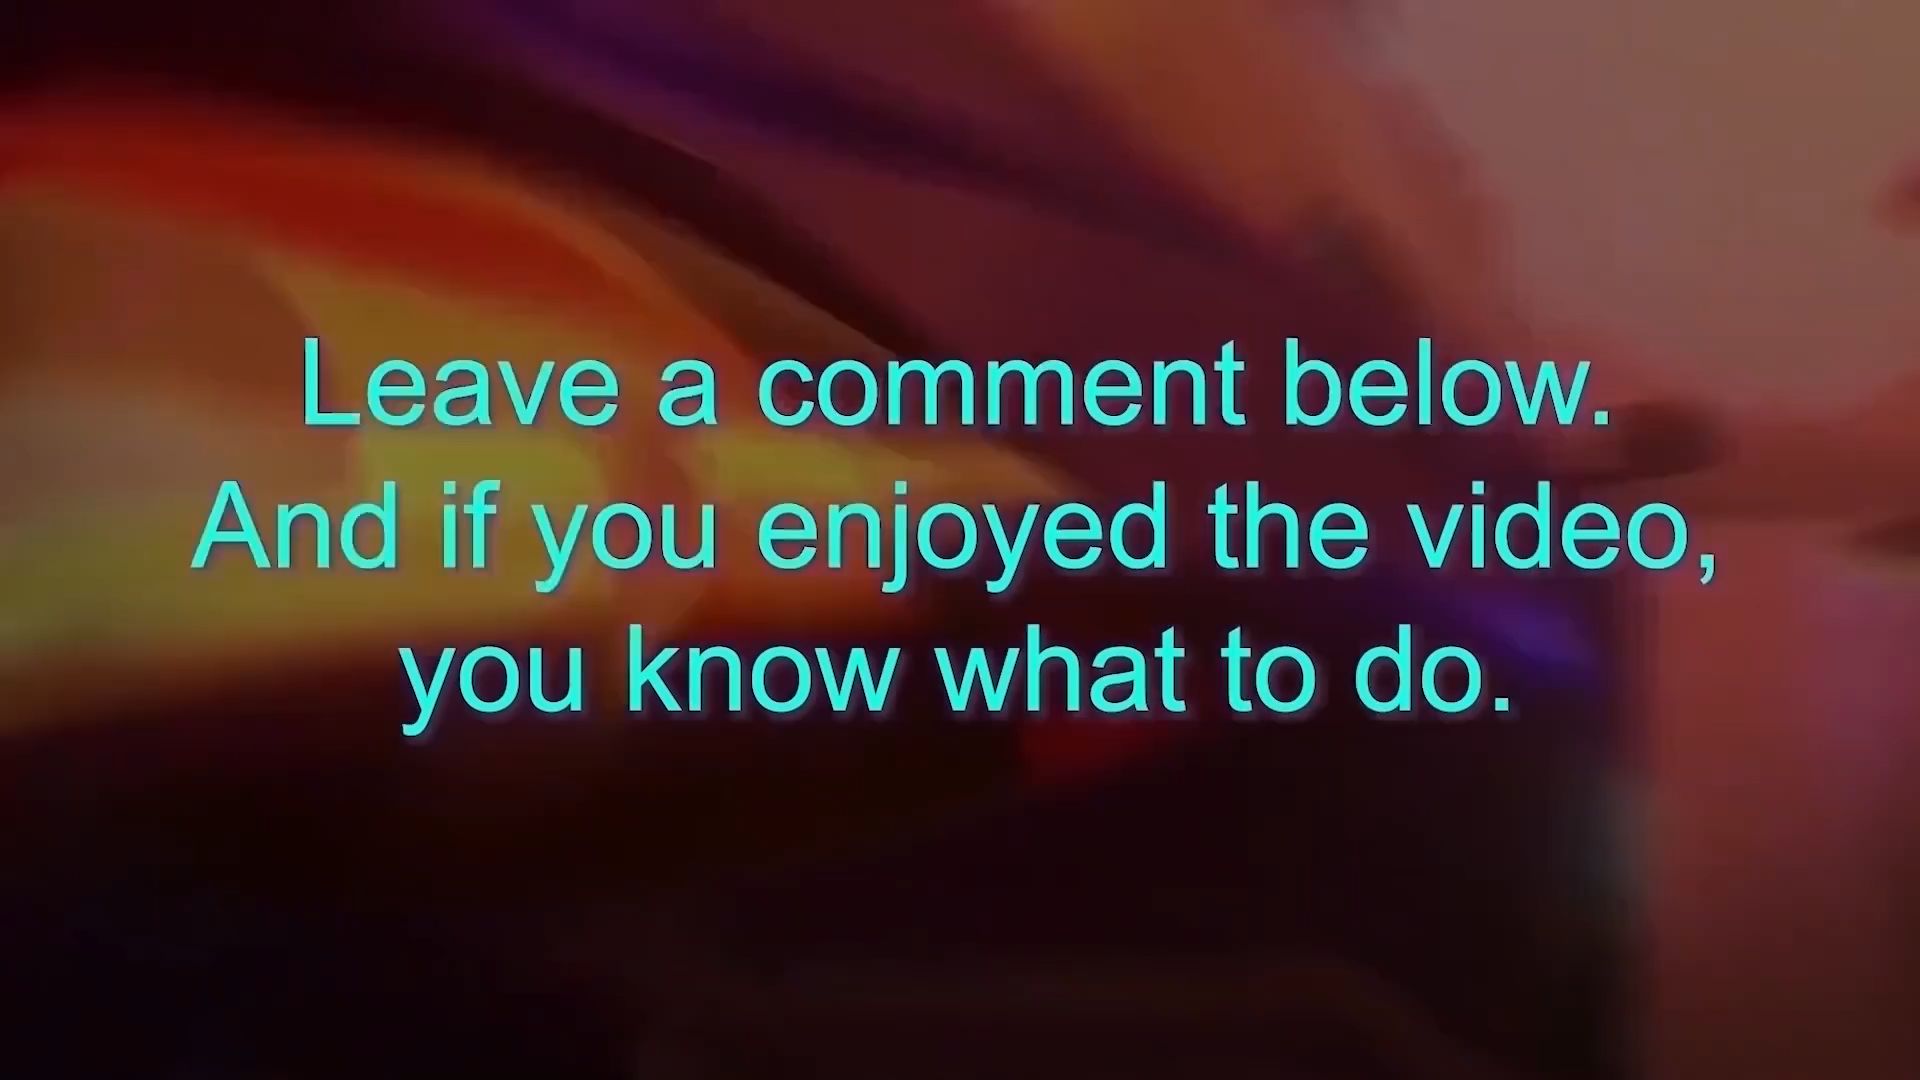 Leave a comment below.
And if you enjoyed the video,
you know what to do.